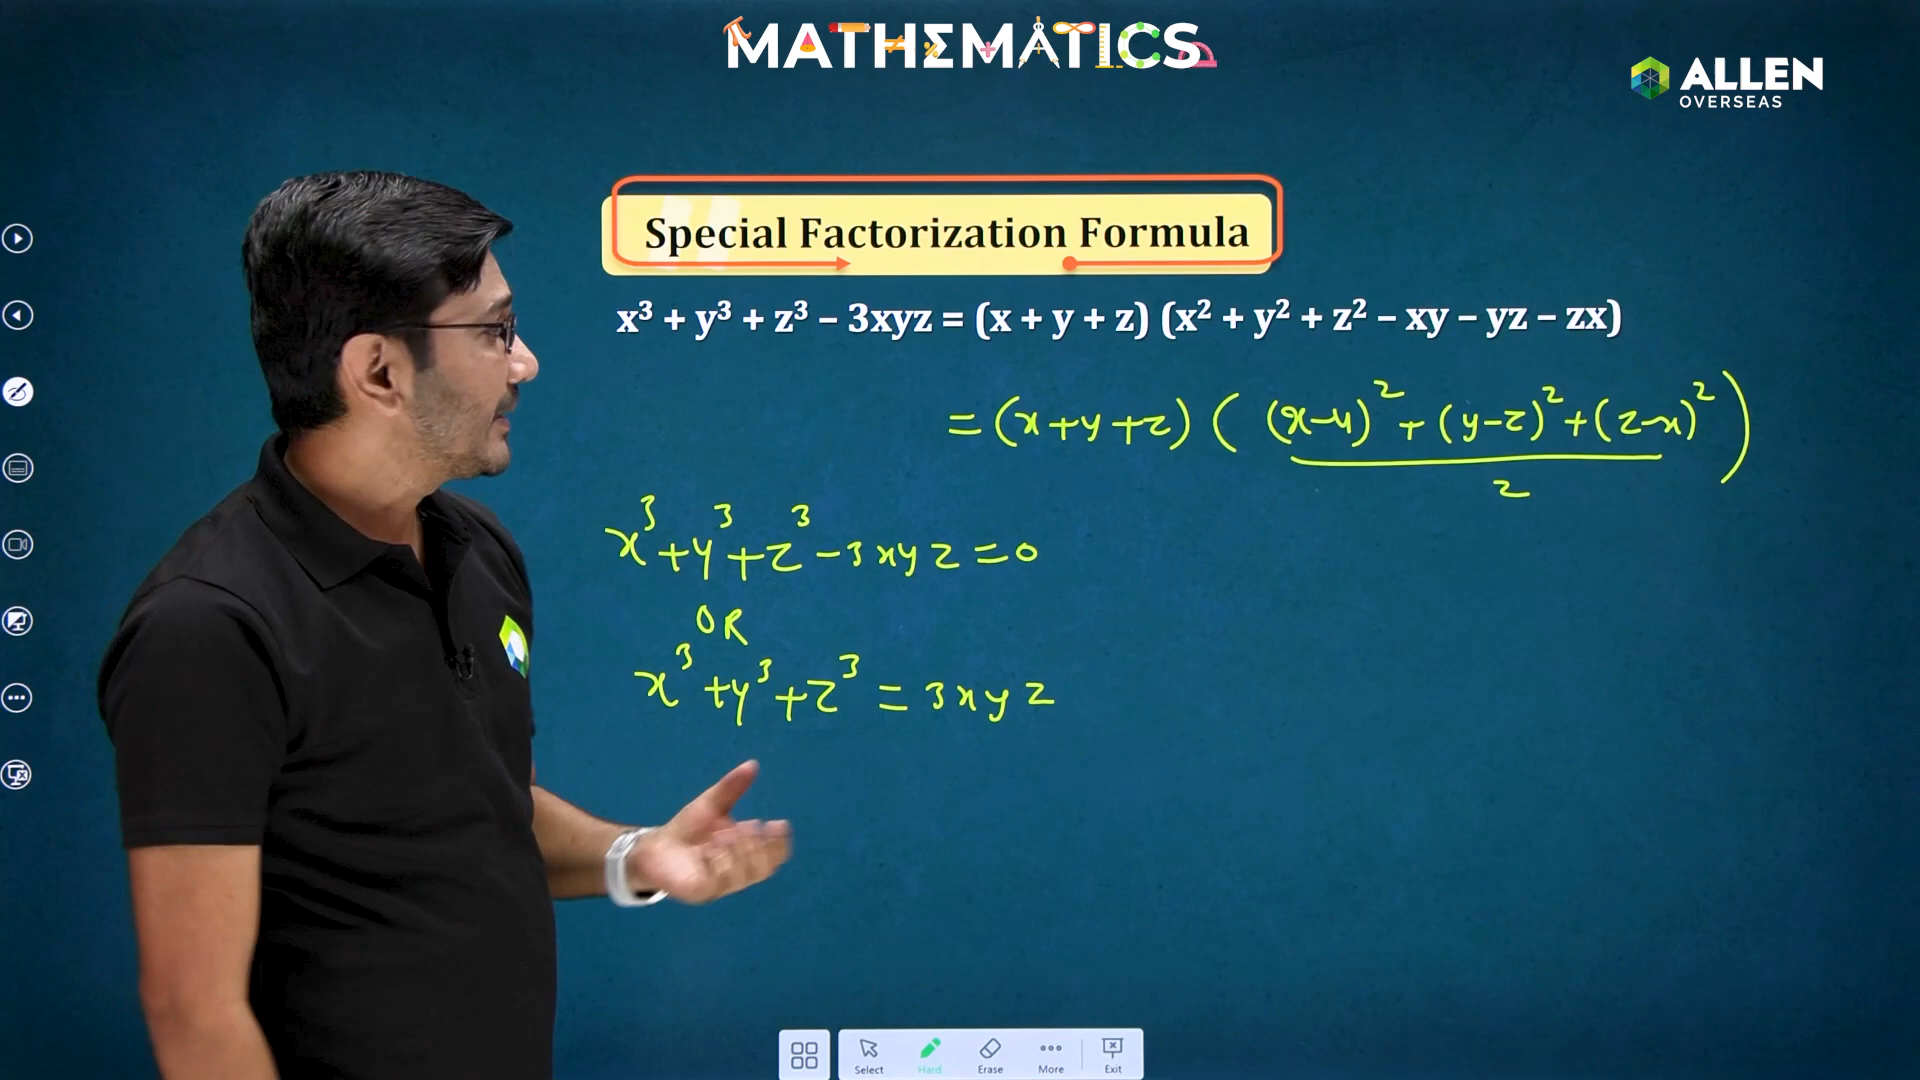 MATHΣMATICS
ALLEN
OVERSEAS
Special Factorization Formula
x³ + y³ + z³ – 3xyz = (x + y + z) (x² + y² + z² – xy – yz – zx)
= (x+y+z) ( (x-y)² + (y-z)² + (z-x)² )
2
x³+y³+z³-3xyz=0
OR
x³+y³+z³=3xyz
Select
Hard
Erase
More
Exit